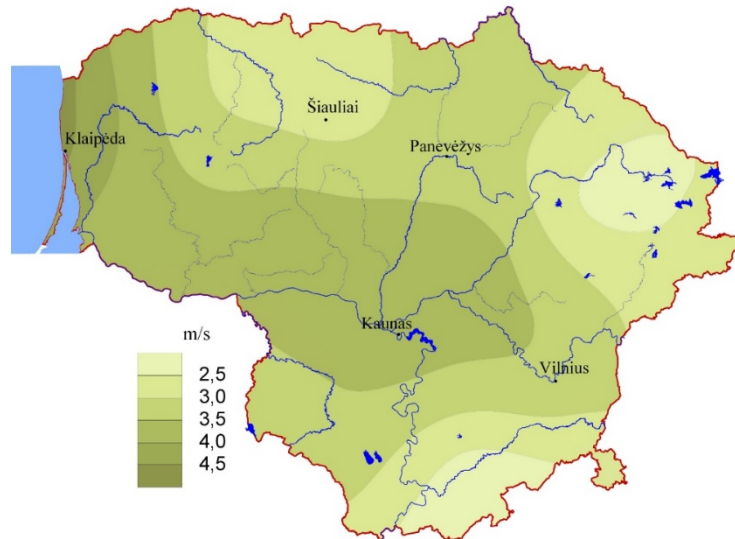 Šiauliai
Klaipėda
Panevėžys
Kaunas
Vilnius
m/s
2,5
3,0
3,5
4,0
4,5